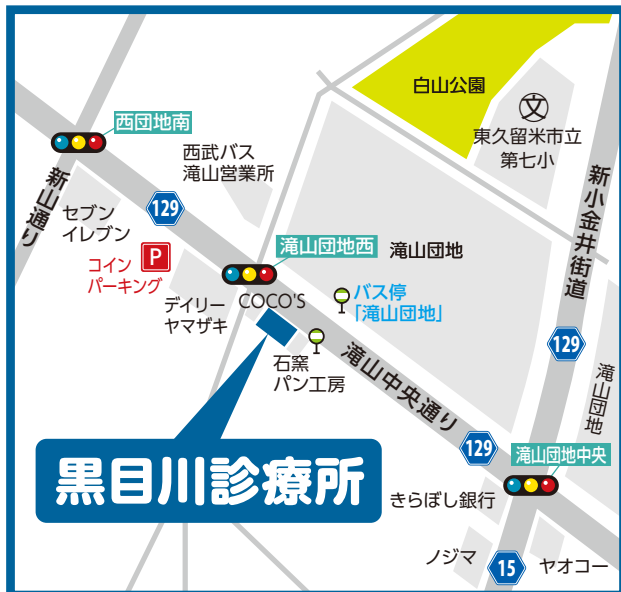 白山公園
文
東久留米市立
第七小
西団地南
西武バス
滝山営業所
新山通り
129
セブン
イレブン
新小金井街道
P
コイン
パーキング
滝山団地西
滝山団地
デイリー
ヤマザキ
COCO'S
バス停
「滝山団地」
129
石窯
パン工房
滝山中央通り
滝山団地
黒目川診療所
129
滝山団地中央
きらぼし銀行
ノジマ
15
ヤオコー